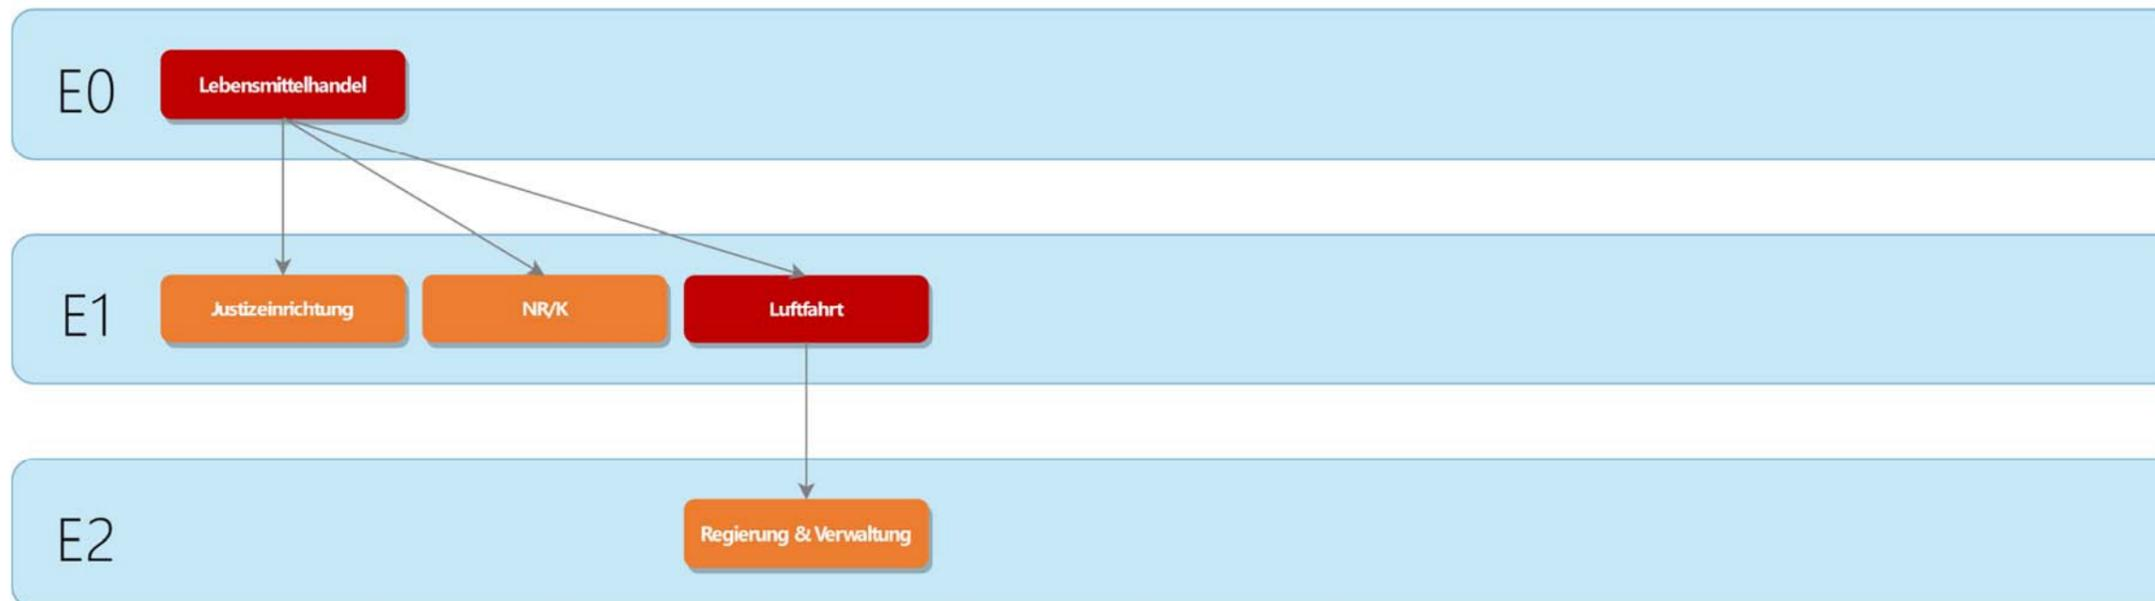 E0
Lebensmittelhandel
E1
Justizeinrichtung
NR/K
Luftfahrt
E2
Regierung & Verwaltung